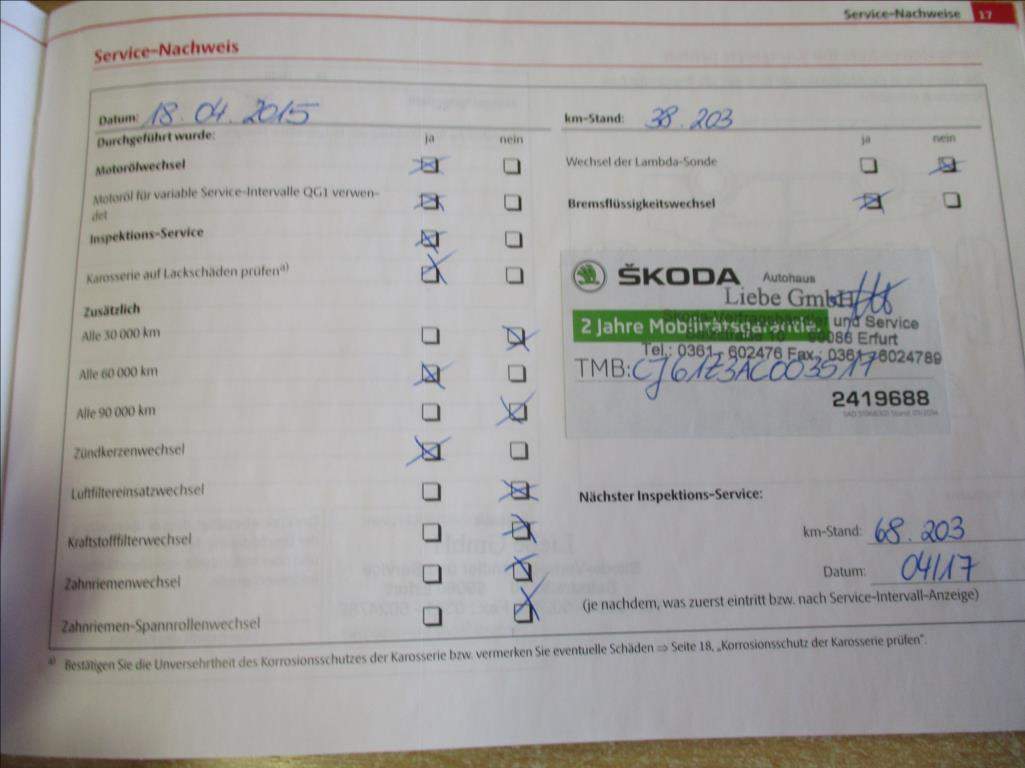 Service-Nachweise 17
Service-Nachweis
Datum: 18.04.2015
Durchgeführt wurde: ja nein
Motorölwechsel
Motoröl für variable Service-Intervalle QG1 verwen-
det
Inspektions-Service
Karosserie auf Lackschäden prüfen a)
Zusätzlich
Alle 30 000 km
Alle 60 000 km
Alle 90 000 km
Zündkerzenwechsel
Luftfiltereinsatzwechsel
Kraftstofffilterwechsel
Zahnriemenwechsel
Zahnriemen-Spannrollenwechsel
km-Stand: 38.203
ja nein
Wechsel der Lambda-Sonde
Bremsflüssigkeitswechsel
ŠKODA Autohaus
Liebe GmbH
2 Jahre Mobilitätsgarantie. und Service
99086 Erfurt
Tel.: 0361 - 602476 Fax.: 0361-6024789
TMB: CJ61Z3AC003517
2419688
Nächster Inspektions-Service:
km-Stand: 68.203
Datum: 04/17
(je nachdem, was zuerst eintritt bzw. nach Service-Intervall-Anzeige)
a) Bestätigen Sie die Unversehrtheit des Korrosionsschutzes der Karosserie bzw. vermerken Sie eventuelle Schäden ⇒ Seite 18, „Korrosionsschutz der Karosserie prüfen".